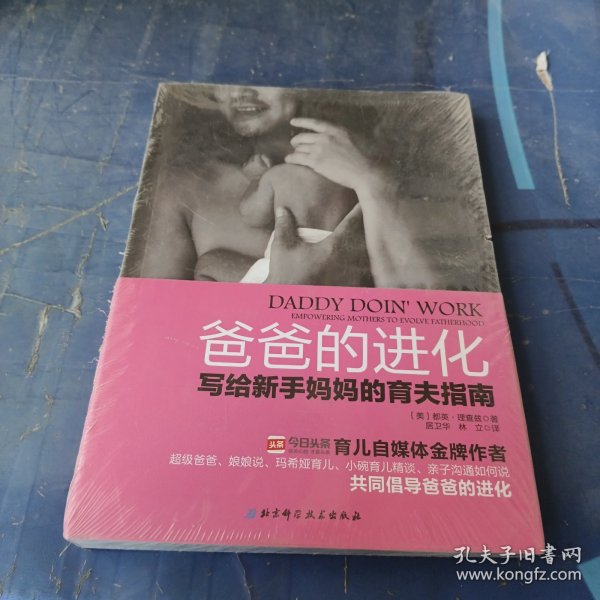 DADDY DOIN' WORK
EMPOWERING MOTHERS TO EVOLVE FATHERHOOD
爸爸的进化
写给新手妈妈的育夫指南
[美]都英·理查兹/著
居卫华 林立/译
头条 今日头条 育儿自媒体金牌作者
超级爸爸、娘娘说、玛希娅育儿、小碗育儿精谈、亲子沟通如何说
共同倡导爸爸的进化
北京科学技术出版社
孔夫子旧书网
www.kongfz.com